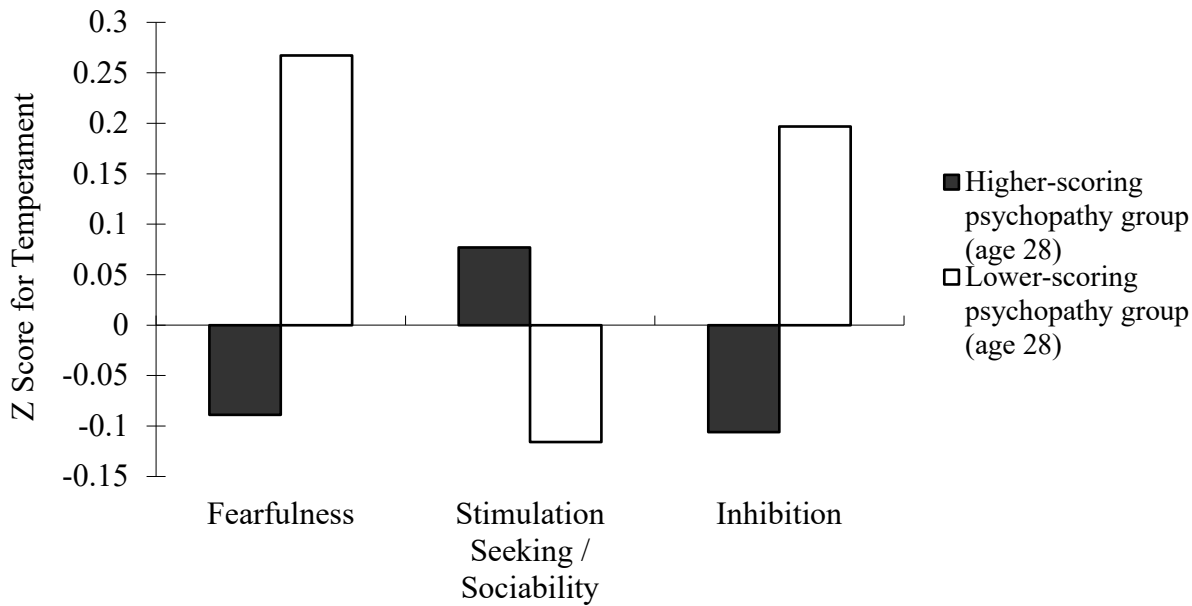 Z Score for Temperament
0.3
0.25
0.2
0.15
0.1
0.05
0
-0.05
-0.1
-0.15
Fearfulness
Stimulation
Seeking /
Sociability
Inhibition
Higher-scoring
psychopathy group
(age 28)
Lower-scoring
psychopathy group
(age 28)